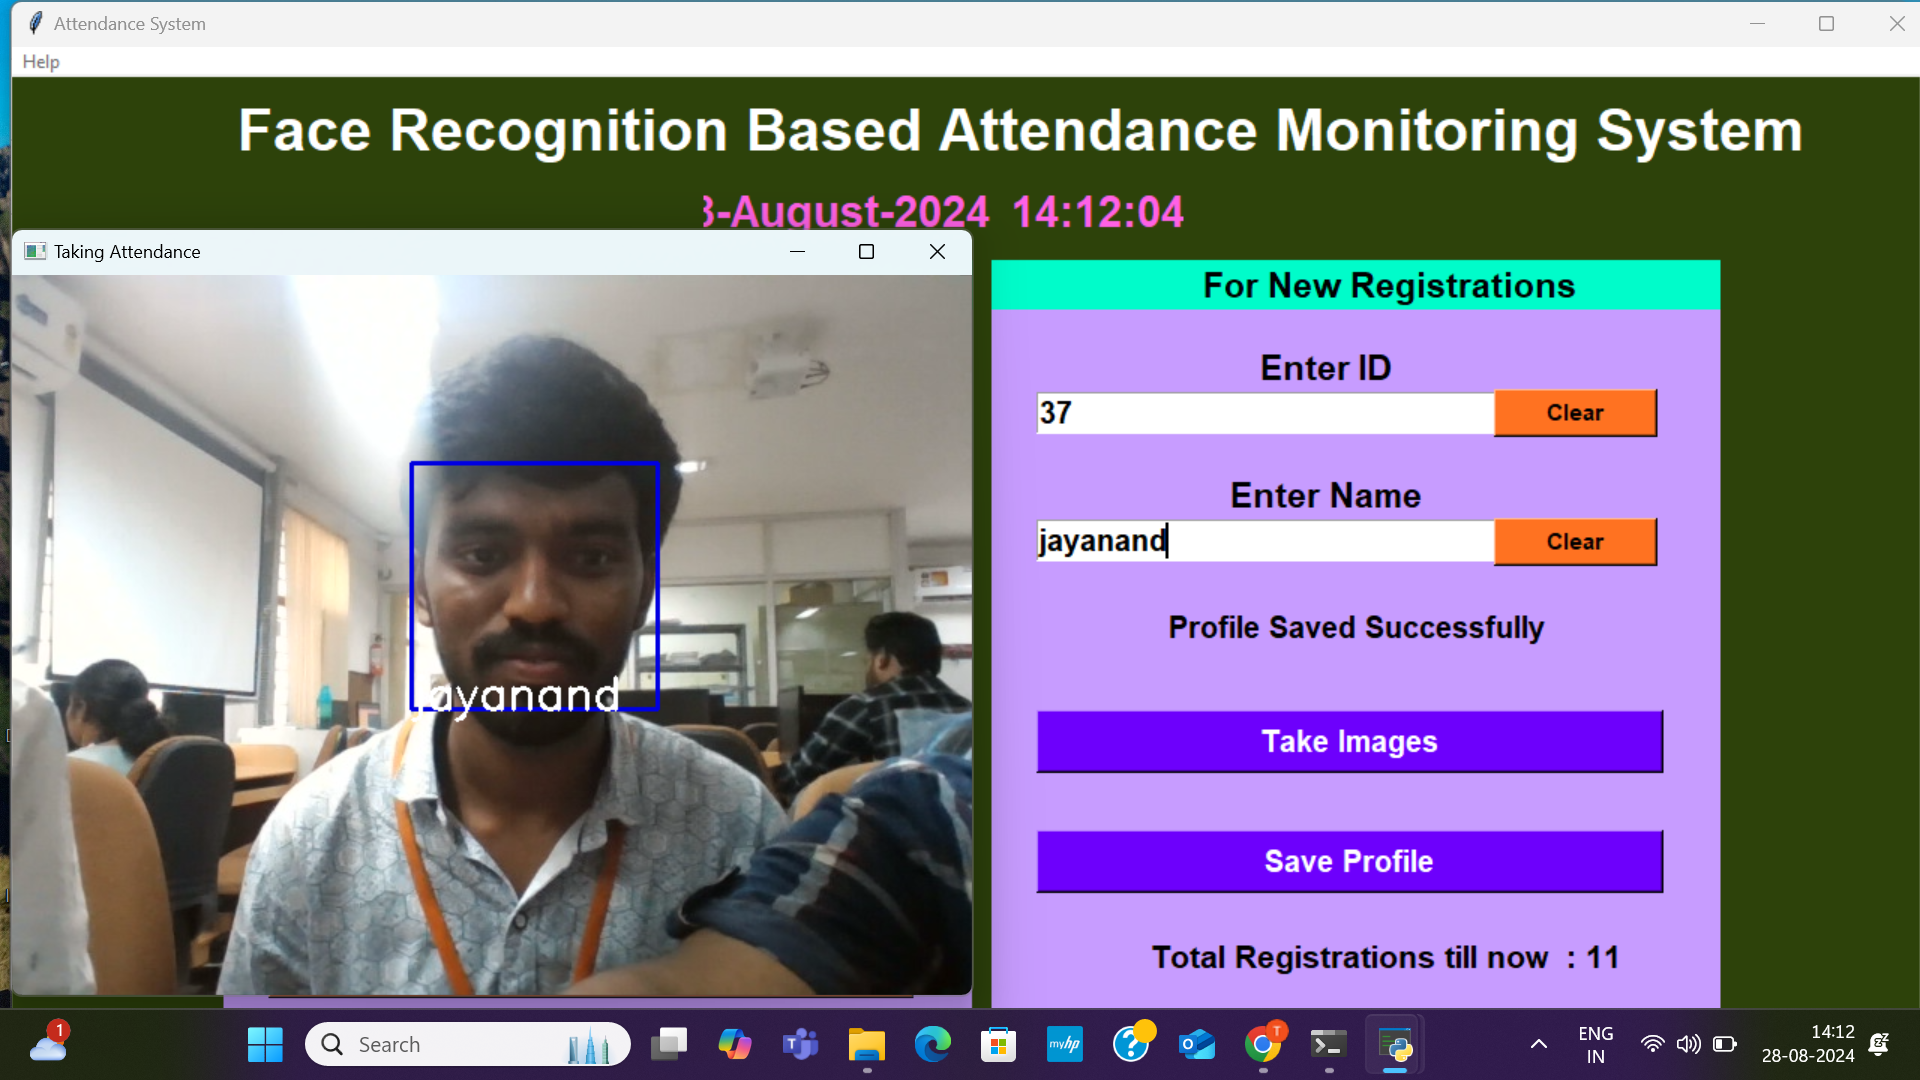 Attendance System
Help
Face Recognition Based Attendance Monitoring System
-August-2024 14:12:04
Taking Attendance
jayanand
For New Registrations
Enter ID
37
Clear
Enter Name
jayanand
Clear
Profile Saved Successfully
Take Images
Save Profile
Total Registrations till now : 11
1
Search
T
myhp
?
O
T
ENG
IN
14:12
28-08-2024